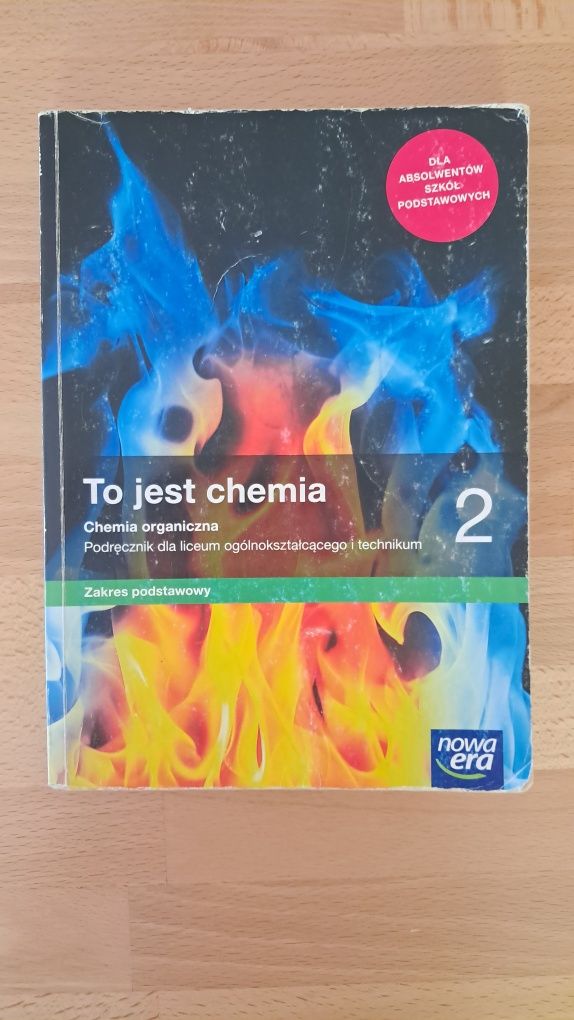 DLA
ABSOLWENTÓW
SZKÓŁ
PODSTAWOWYCH
To jest chemia
2
Chemia organiczna
Podręcznik dla liceum ogólnokształcącego i technikum
Zakres podstawowy
nowa
era